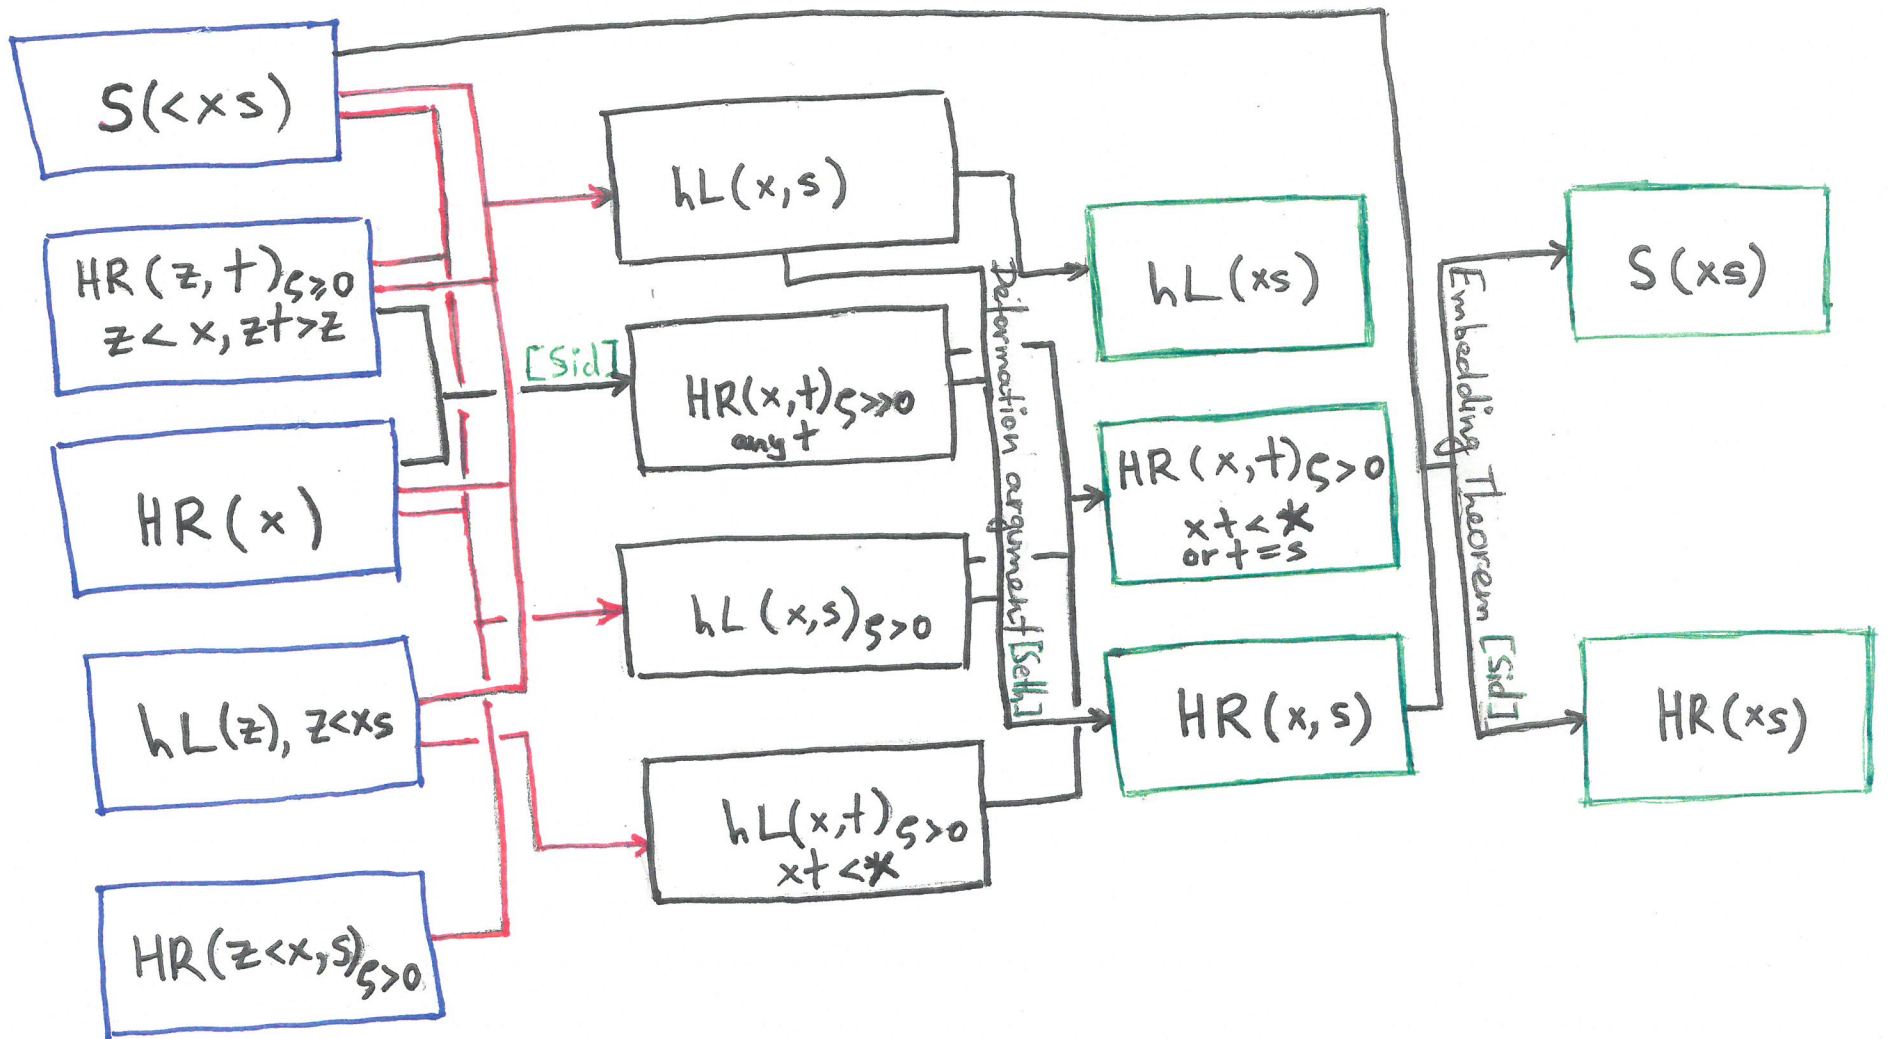 S(<xs)
HR(z,t)ζ≥0
z<x, zt>z
HR(x)
hL(z), z<xs
HR(z<x,s)ζ>0
hL(x,s)
[Sid]
HR(x,t)ζ≫0
any t
hL(x,s)ζ>0
hL(x,t)ζ>0
xt<*
Deformation argument [Seth]
hL(xs)
HR(x,t)ζ>0
xt<*
or t=s
HR(x,s)
Embedding Theorem [Sid]
S(xs)
HR(xs)